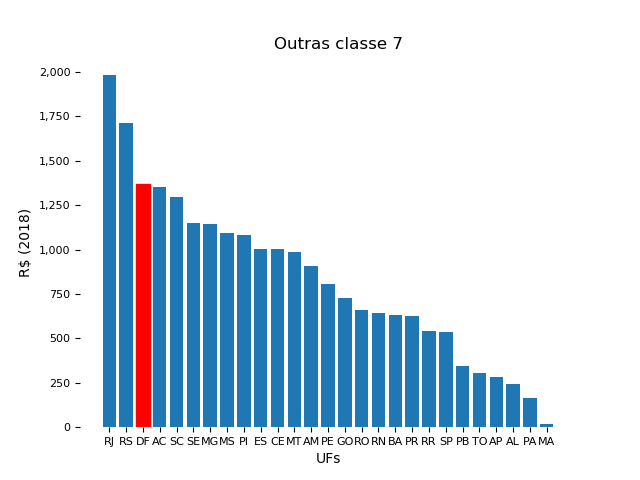 Outras classe 7
2,000
1,750
1,500
1,250
1,000
750
500
250
0
R$ (2018)
RJ RS DF AC SC SE MG MS PI ES CE MT AM PE GO RO RN BA PR RR SP PB TO AP AL PA MA
UFs